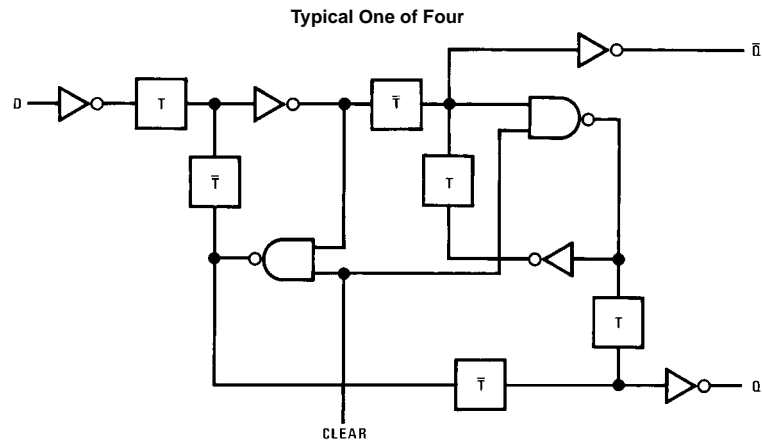 Typical One of Four
Q̅
D
T
T̅
T̅
T
T
T̅
Q
CLEAR